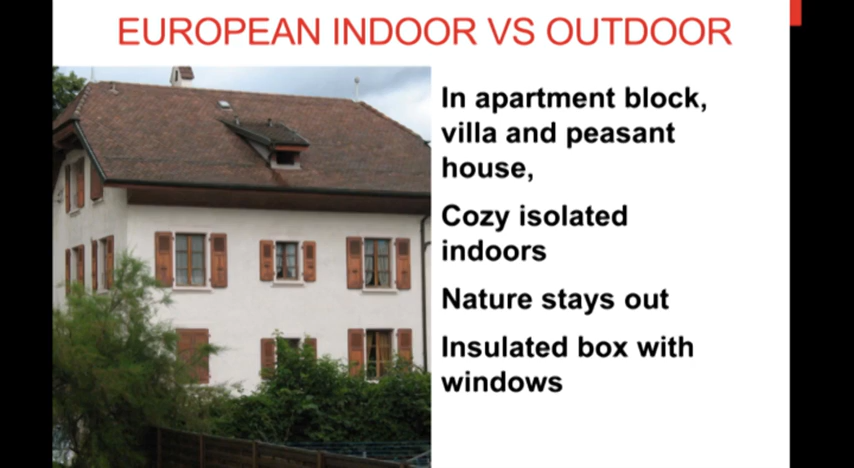 EUROPEAN INDOOR VS OUTDOOR
In apartment block,
villa and peasant
house,
Cozy isolated
indoors
Nature stays out
Insulated box with
windows